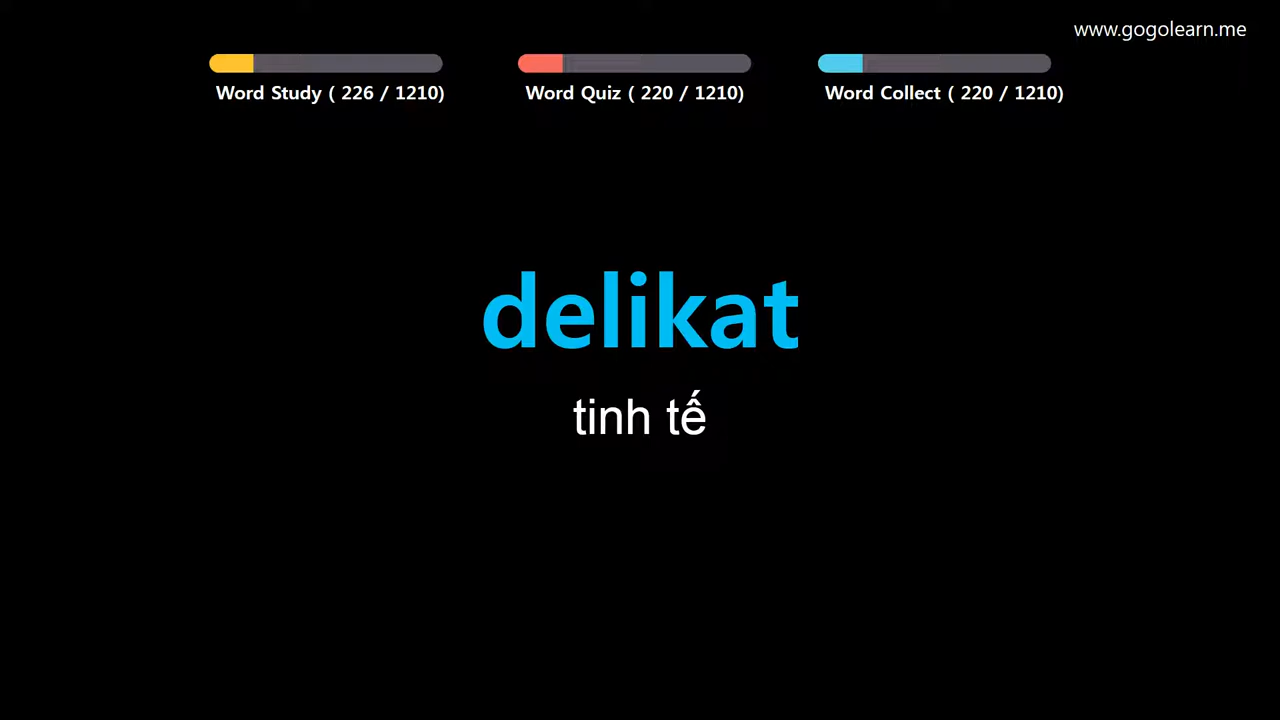 www.gogolearn.me
Word Study ( 226 / 1210)
Word Quiz ( 220 / 1210)
Word Collect ( 220 / 1210)
delikat
tinh tế